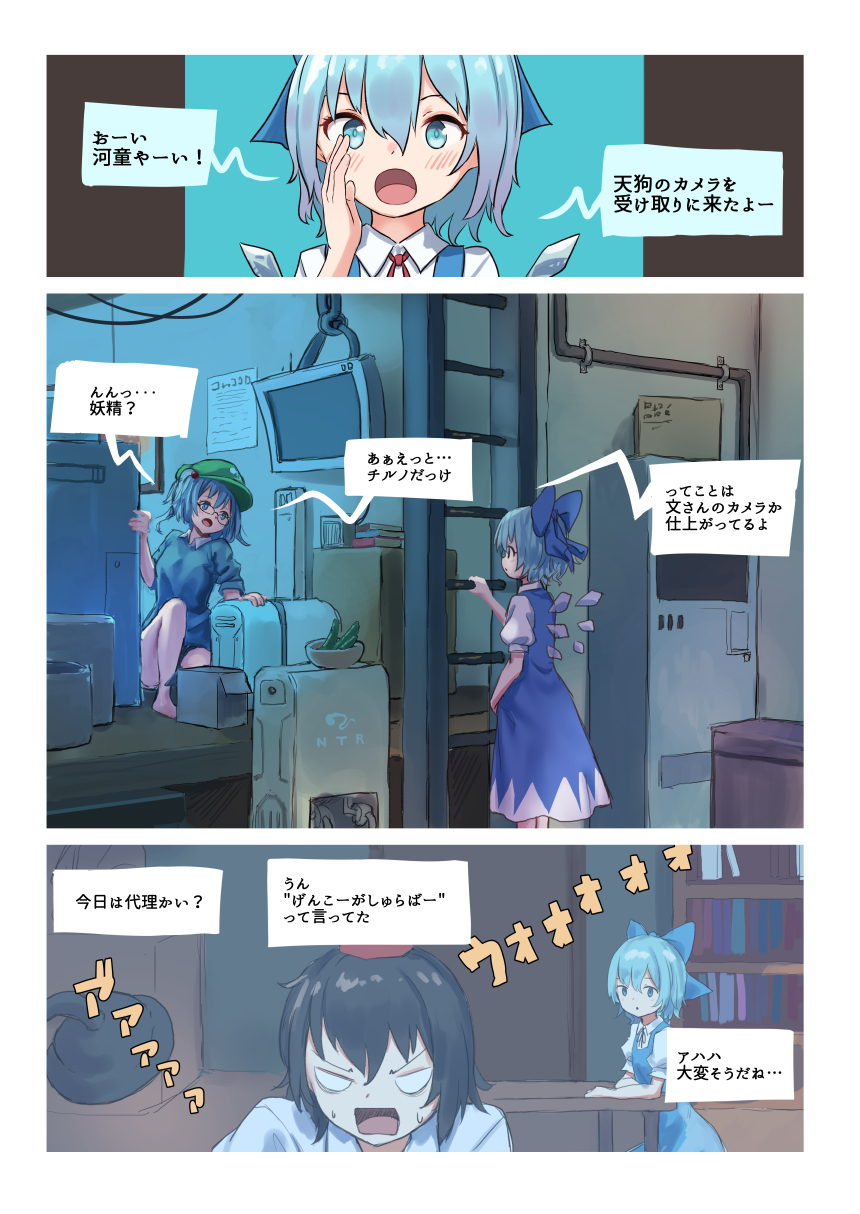 おーい
河童やーい！
天狗のカメラを
受け取りに来たよー
んんっ･･･
妖精？
あぁえっと…
チルノだっけ
ってことは
文さんのカメラか
仕上がってるよ
NTR
今日は代理かい？
うん
"げんこーがしゅらばー"
って言ってた
ウオオオオオオ
アァアァァァ
アハハ
大変そうだね…